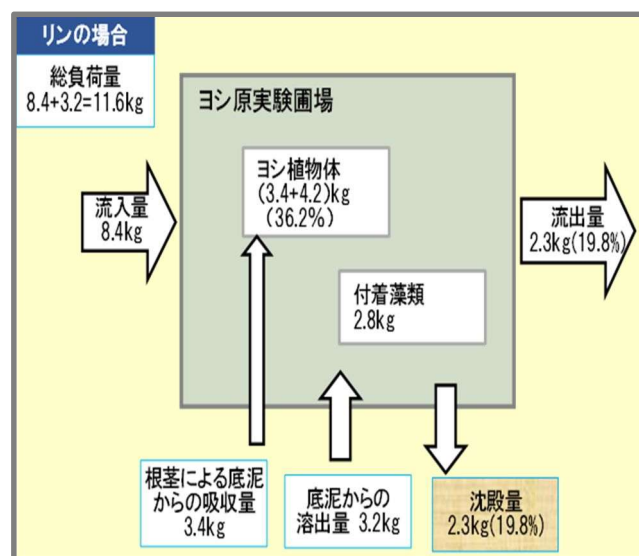 リンの場合
総負荷量
8.4+3.2=11.6kg
ヨシ原実験圃場
ヨシ植物体
(3.4+4.2)kg
(36.2%)
流入量
8.4kg
流出量
2.3kg(19.8%)
付着藻類
2.8kg
根茎による底泥
からの吸収量
3.4kg
底泥からの
溶出量 3.2kg
沈殿量
2.3kg(19.8%)